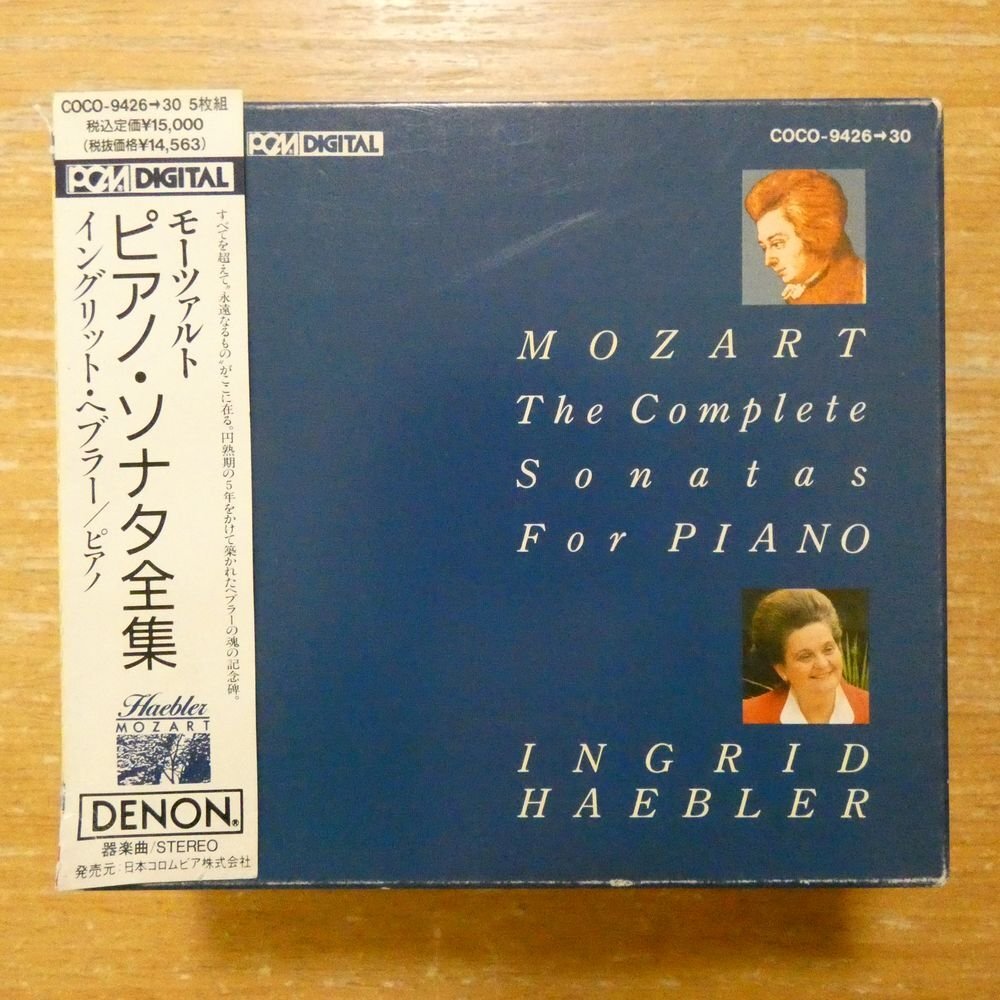 COCO-9426→30 5枚組
税込定価¥15,000
(税抜価格¥14,563)
PCM DIGITAL
すべてを超えて“永遠なるもの”がここに在る。円熟期の5年をかけて築かれたヘブラーの魂の記念碑。
モーツァルト
ピアノ・ソナタ全集
イングリット・ヘブラー/ピアノ
Haebler
MOZART
DENON®
器楽曲/STEREO
発売元:日本コロムビア株式会社
PCM DIGITAL
COCO-9426→30
MOZART
The Complete
Sonatas
For PIANO
INGRID
HAEBLER